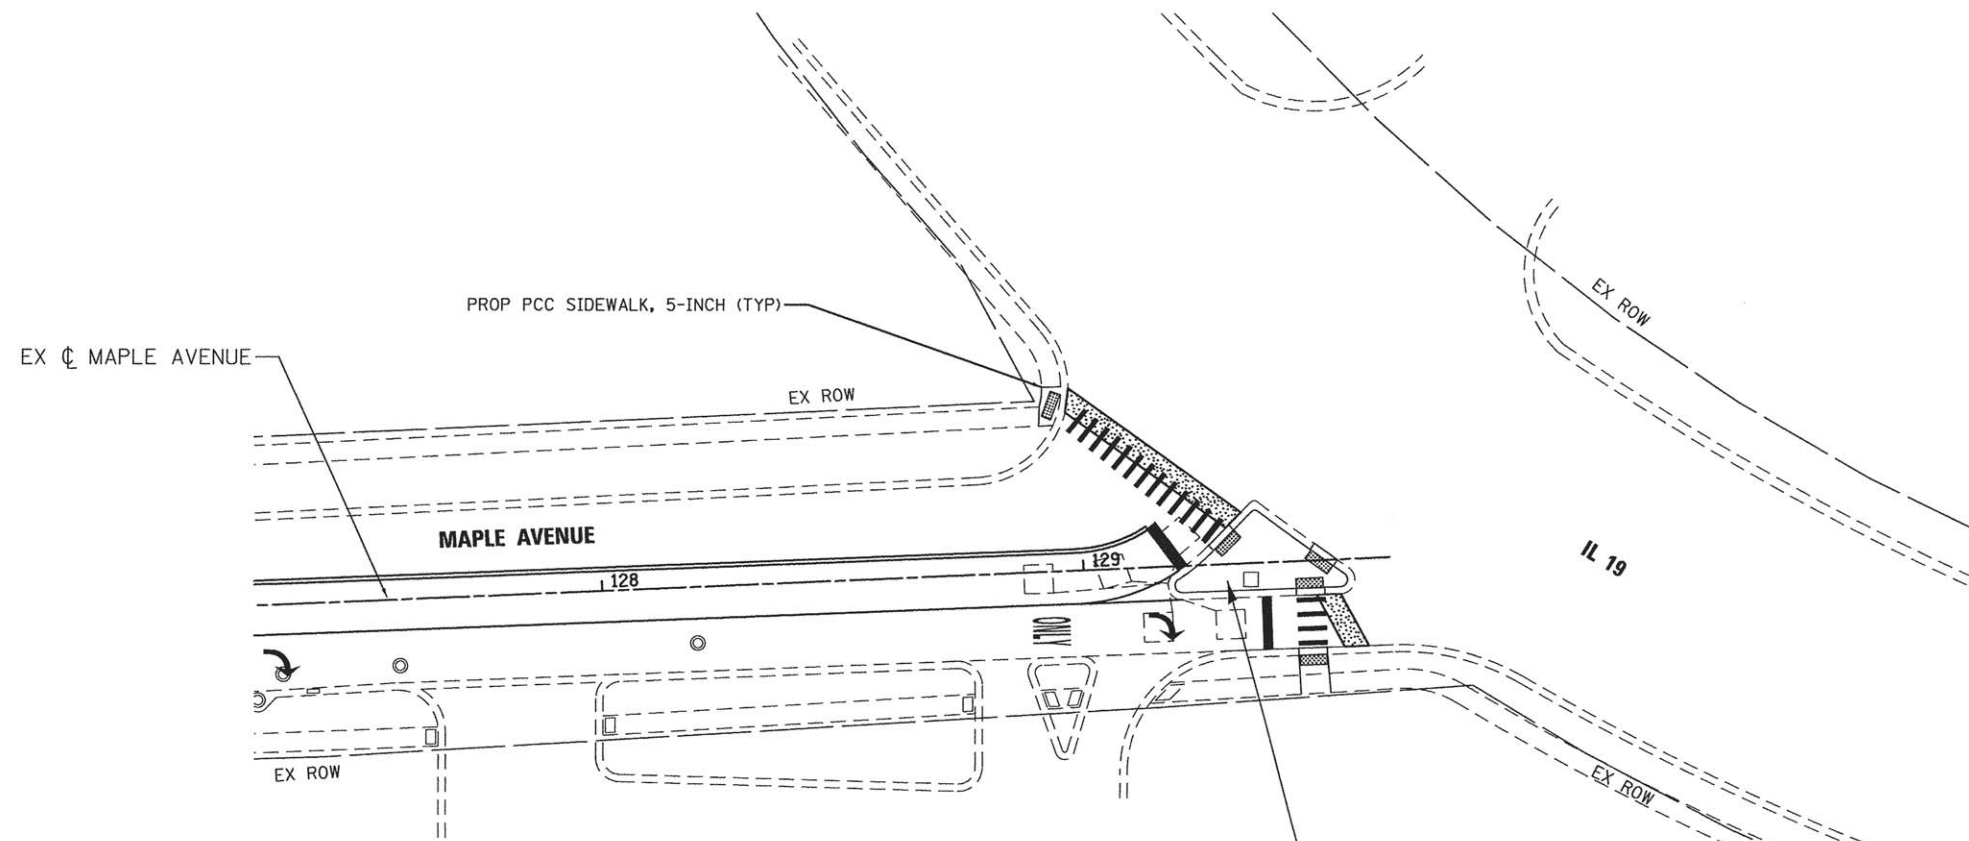 EX ROW
PROP PCC SIDEWALK, 5-INCH (TYP)
EX ℄ MAPLE AVENUE
EX ROW
MAPLE AVENUE
IL 19
129
128
ONLY
EX ROW
EX ROW